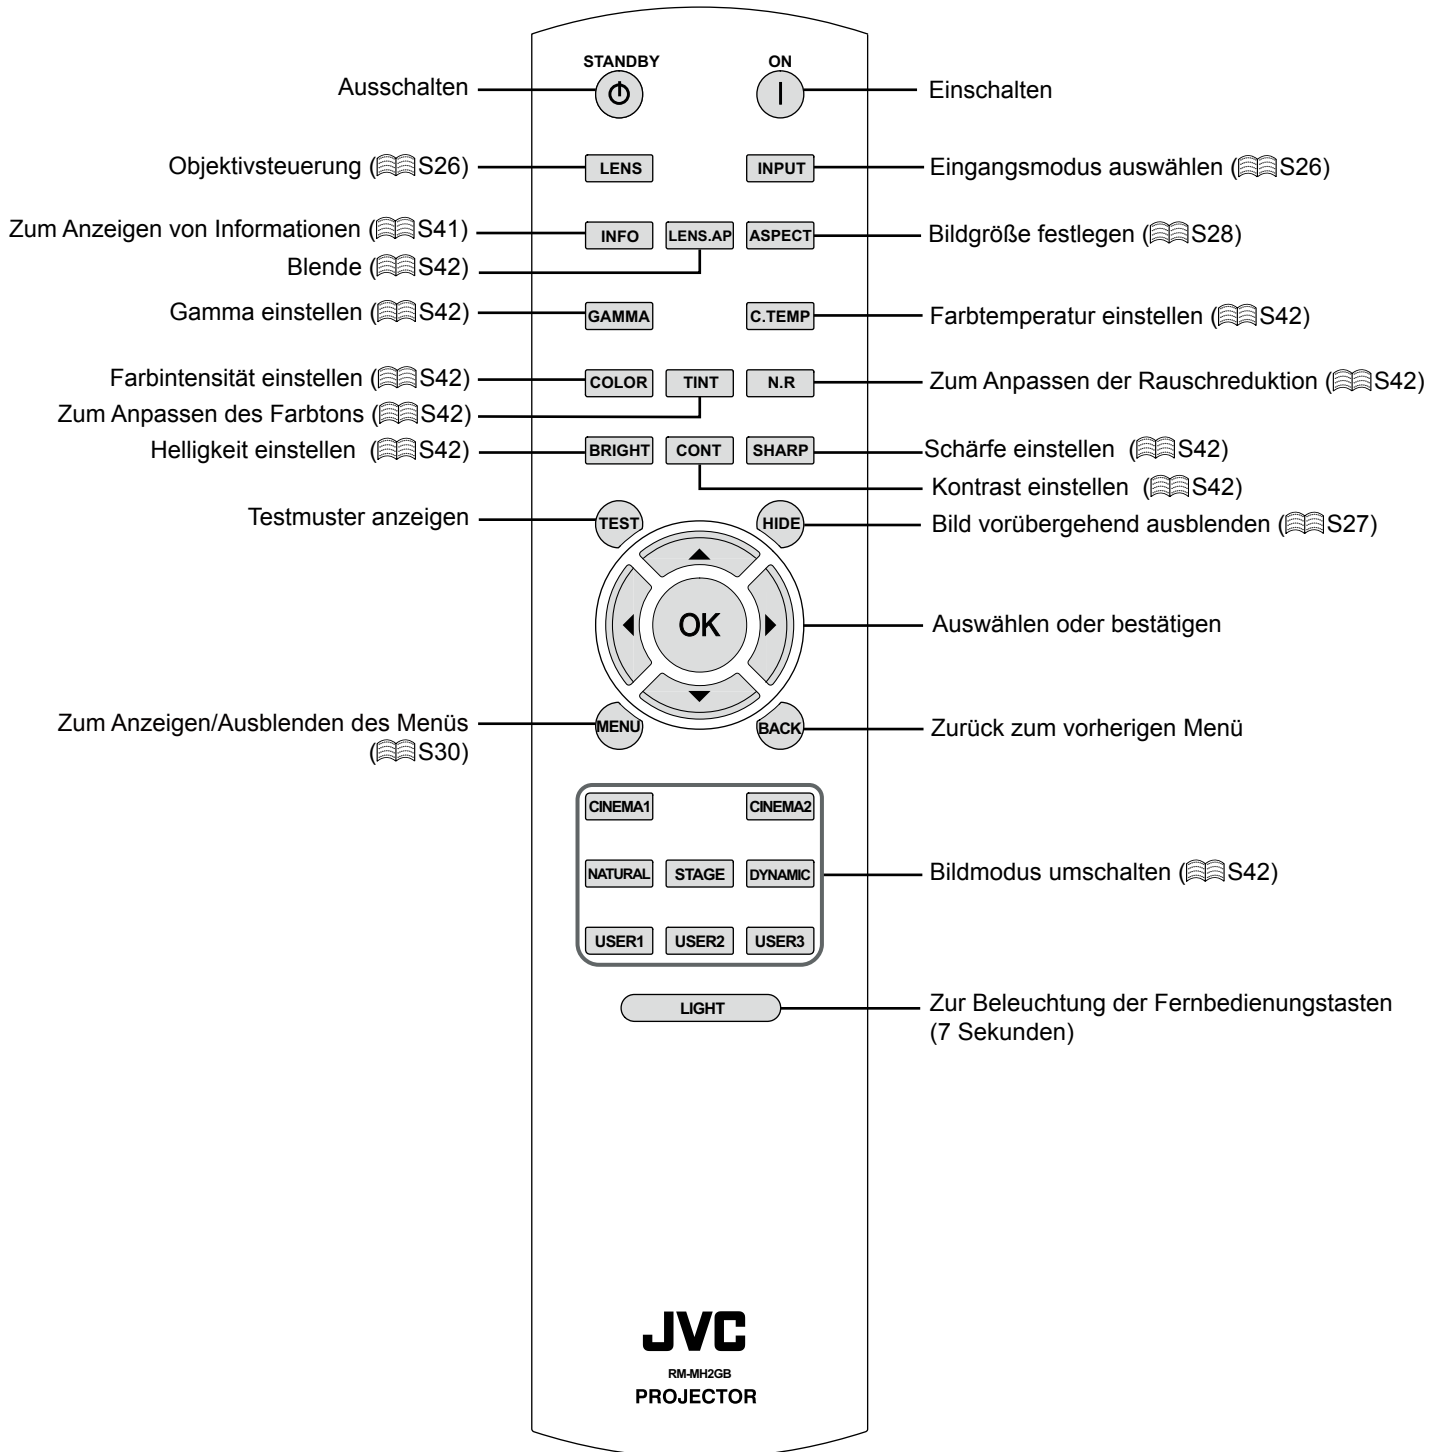 STANDBY
ON
Ausschalten
Einschalten
Objektivsteuerung (S26)
LENS
INPUT
Eingangsmodus auswählen (S26)
Zum Anzeigen von Informationen (S41)
INFO
LENS.AP
ASPECT
Bildgröße festlegen (S28)
Blende (S42)
Gamma einstellen (S42)
GAMMA
C.TEMP
Farbtemperatur einstellen (S42)
Farbintensität einstellen (S42)
COLOR
TINT
N.R
Zum Anpassen der Rauschreduktion (S42)
Zum Anpassen des Farbtons (S42)
Helligkeit einstellen (S42)
BRIGHT
CONT
SHARP
Schärfe einstellen (S42)
Kontrast einstellen (S42)
Testmuster anzeigen
TEST
HIDE
Bild vorübergehend ausblenden (S27)
OK
Auswählen oder bestätigen
Zum Anzeigen/Ausblenden des Menüs
(S30)
MENU
BACK
Zurück zum vorherigen Menü
CINEMA1
CINEMA2
NATURAL
STAGE
DYNAMIC
Bildmodus umschalten (S42)
USER1
USER2
USER3
LIGHT
Zur Beleuchtung der Fernbedienungstasten
(7 Sekunden)
JVC
RM-MH2GB
PROJECTOR